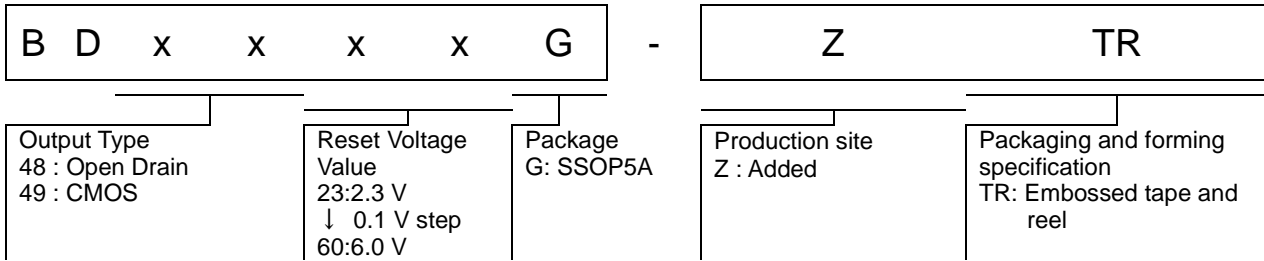 B D x x x x G - Z TR
Output Type
48 : Open Drain
49 : CMOS
Reset Voltage
Value
23:2.3 V
↓ 0.1 V step
60:6.0 V
Package
G: SSOP5A
Production site
Z : Added
Packaging and forming
specification
TR: Embossed tape and
reel